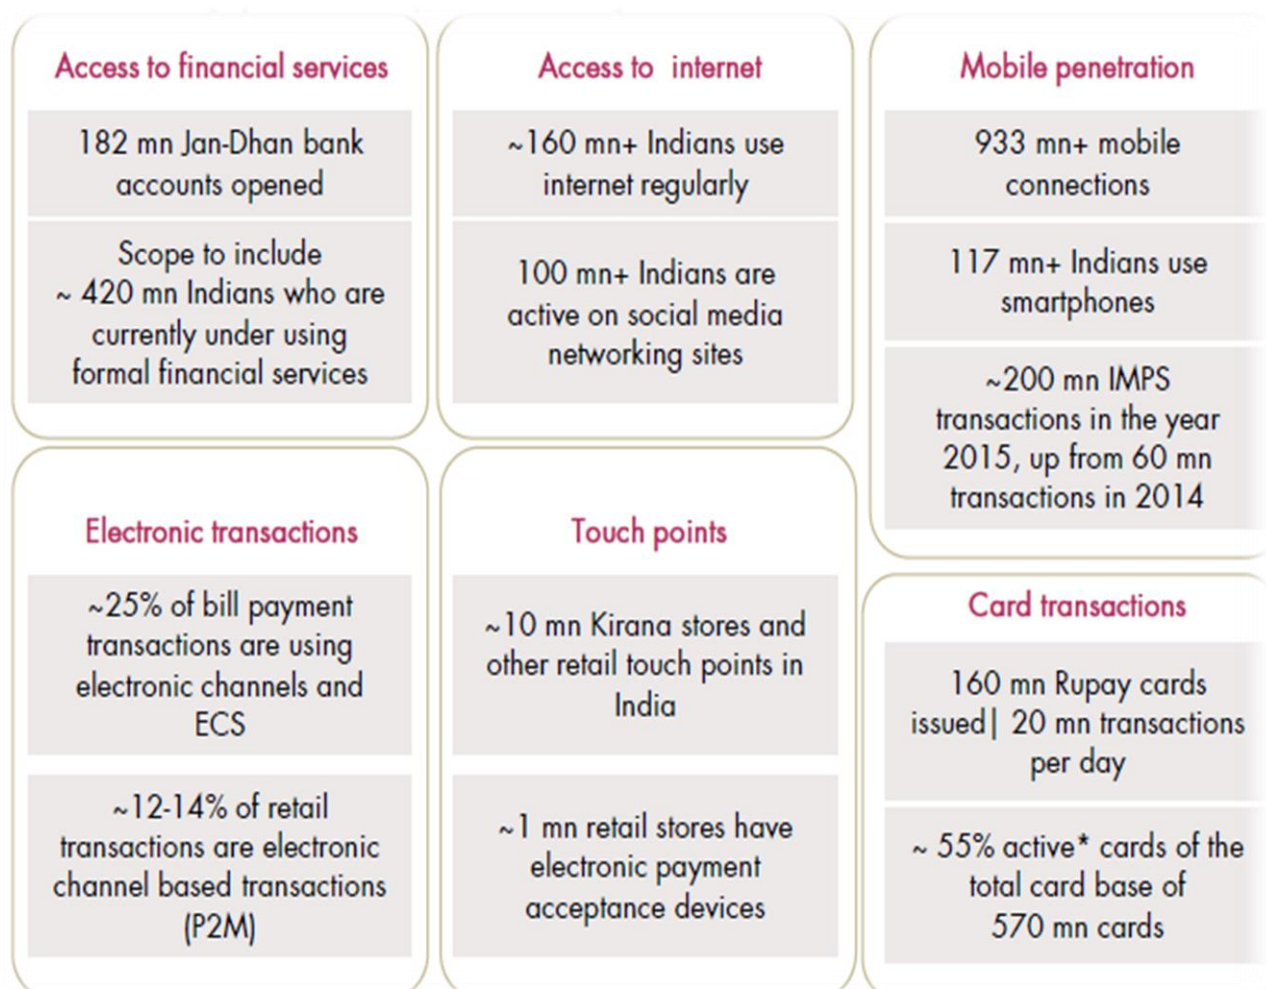 Access to financial services
182 mn Jan-Dhan bank
accounts opened
Scope to include
~ 420 mn Indians who are
currently under using
formal financial services
Access to internet
~160 mn+ Indians use
internet regularly
100 mn+ Indians are
active on social media
networking sites
Mobile penetration
933 mn+ mobile
connections
117 mn+ Indians use
smartphones
~200 mn IMPS
transactions in the year
2015, up from 60 mn
transactions in 2014
Electronic transactions
~25% of bill payment
transactions are using
electronic channels and
ECS
~12-14% of retail
transactions are electronic
channel based transactions
(P2M)
Touch points
~10 mn Kirana stores and
other retail touch points in
India
~1 mn retail stores have
electronic payment
acceptance devices
Card transactions
160 mn Rupay cards
issued| 20 mn transactions
per day
~ 55% active* cards of the
total card base of
570 mn cards